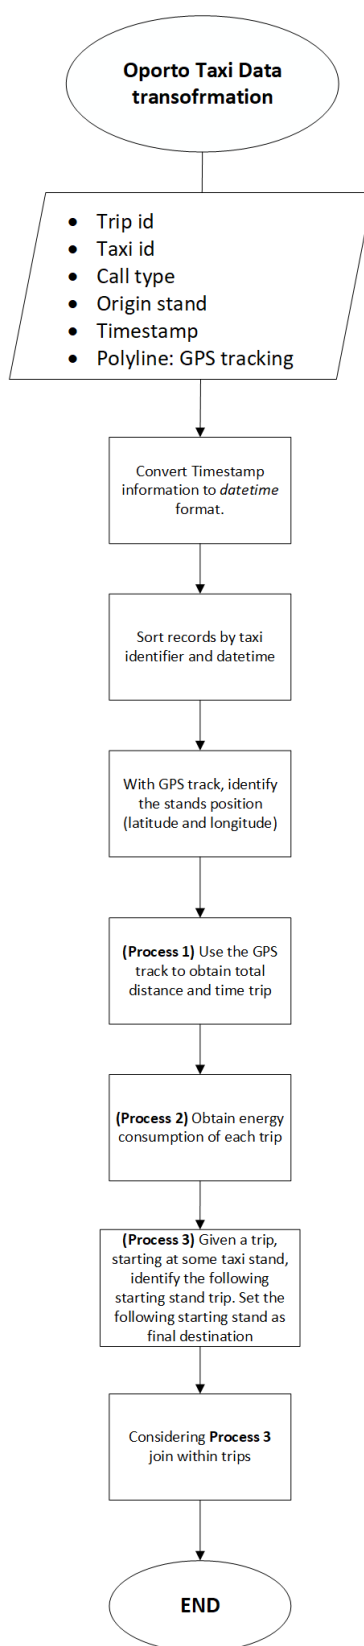 Oporto Taxi Data
transofrmation
• Trip id
• Taxi id
• Call type
• Origin stand
• Timestamp
• Polyline: GPS tracking
Convert Timestamp
information to datetime
format.
Sort records by taxi
identifier and datetime
With GPS track, identify
the stands position
(latitude and longitude)
(Process 1) Use the GPS
track to obtain total
distance and time trip
(Process 2) Obtain energy
consumption of each trip
(Process 3) Given a trip,
starting at some taxi stand,
identify the following
starting stand trip. Set the
following starting stand as
final destination
Considering Process 3
join within trips
END